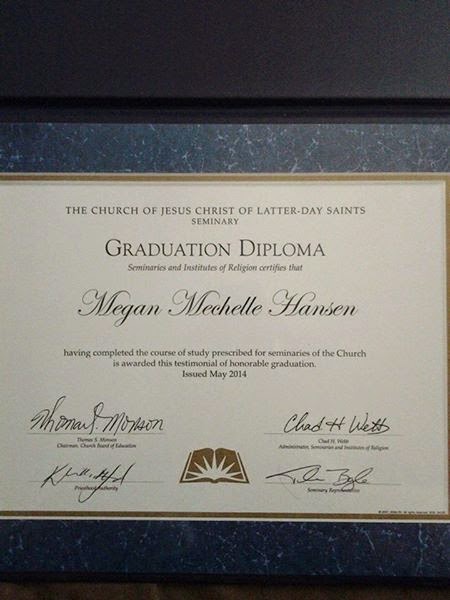 THE CHURCH OF JESUS CHRIST OF LATTER-DAY SAINTS
SEMINARY
GRADUATION DIPLOMA
Seminaries and Institutes of Religion certifies that
Megan Mechelle Hansen
having completed the course of study prescribed for seminaries of the Church
is awarded this testimonial of honorable graduation.
Issued May 2014
Thomas S. Monson
Thomas S. Monson
Chairman, Church Board of Education
Chad H Webb
Chad H. Webb
Administrator, Seminaries and Institutes of Religion
Priesthood Authority
Seminary Representative